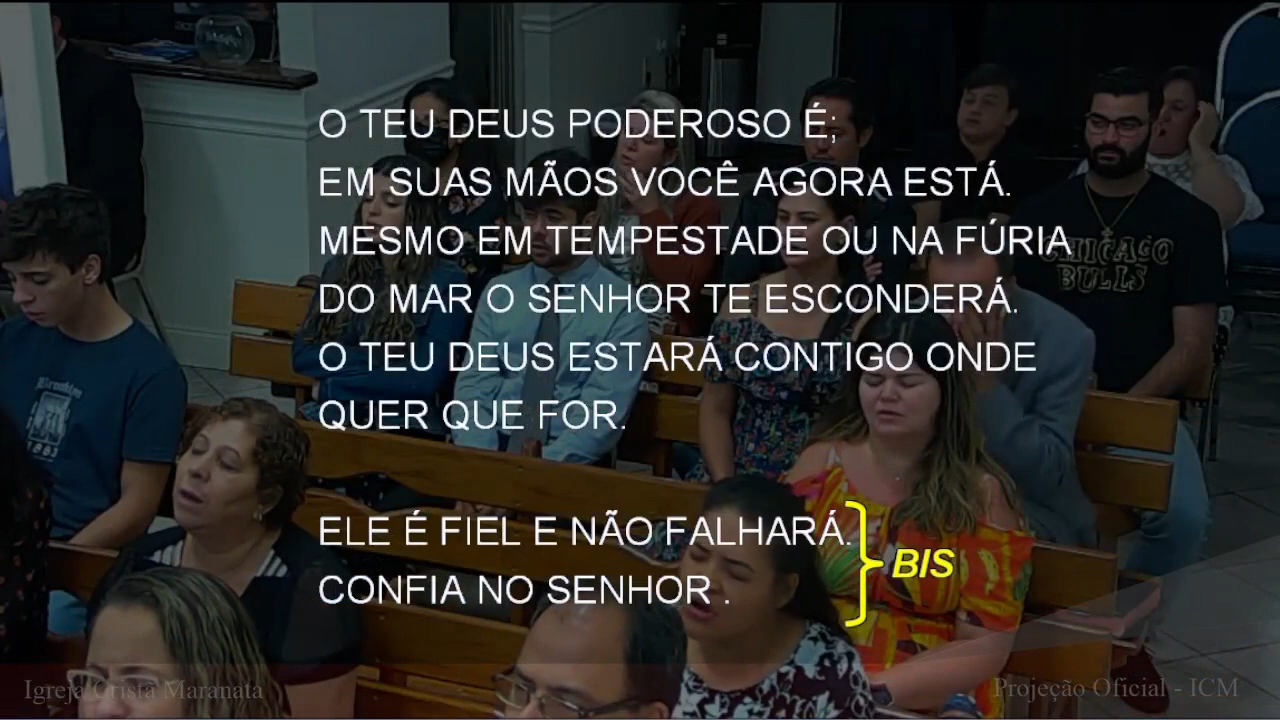 O TEU DEUS PODEROSO É;
EM SUAS MÃOS VOCÊ AGORA ESTÁ.
MESMO EM TEMPESTADE OU NA FÚRIA
DO MAR O SENHOR TE ESCONDERÁ.
O TEU DEUS ESTARÁ CONTIGO ONDE
QUER QUE FOR.
ELE É FIEL E NÃO FALHARÁ.
CONFIA NO SENHOR .
BIS
CHICAGO
BULLS
Igreja Cristã Maranata
Projeção Oficial - ICM